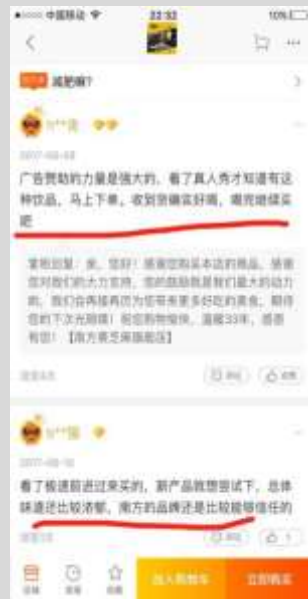 中国移动
22:32
10%
减肥嘛?
广告赞助的力量是强大的,看了真人秀才知道有这
种饮品,马上下单,收到货确实好喝,喝完继续买
吧
掌柜回复:亲,您好!感谢您购买本店的商品,感谢
您对我们的大力支持,您的鼓励就是我们最大的动力
的,我们会再接再厉为您带来更多好吃的美食,期待
您的下次光顾哦!祝您购物愉快,温暖33年,感恩
有您!【南方黑芝麻旗舰店】
看了极速前进过来买的,新产品就想尝试下,总体
味道还比较浓郁,南方的品牌还是比较能够信任的
加入购物车
立即购买